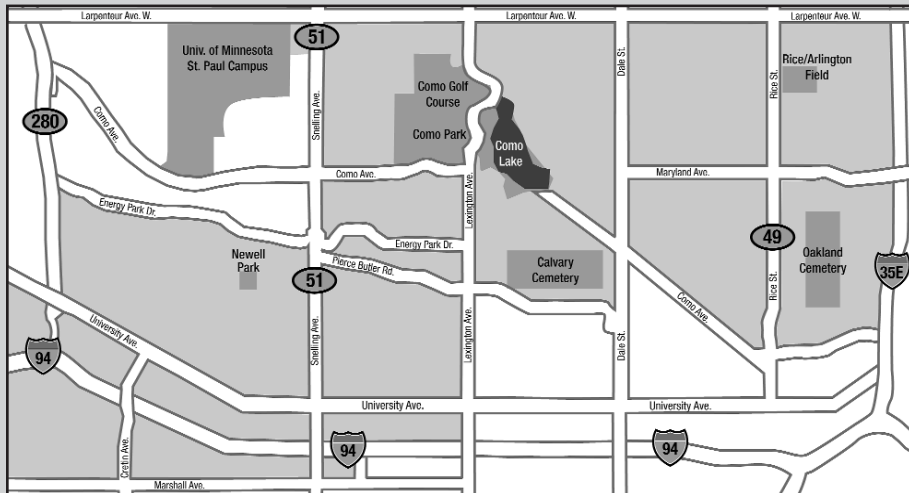 Larpenteur Ave. W.
Larpenteur Ave. W.
Larpenteur Ave. W.
51
Univ. of Minnesota
St. Paul Campus
Snelling Ave.
Dale St.
Rice/Arlington
Field
Rice St.
Como Golf
Course
280
Como Ave.
Como Park
Como
Lake
Como Ave.
Maryland Ave.
Lexington Ave.
Energy Park Dr.
Energy Park Dr.
49
Newell
Park
Pierce Butler Rd.
Calvary
Cemetery
Oakland
Cemetery
35E
51
Rice St.
Como Ave.
University Ave.
Snelling Ave.
Lexington Ave.
Dale St.
94
University Ave.
University Ave.
Cretin Ave.
94
94
Marshall Ave.